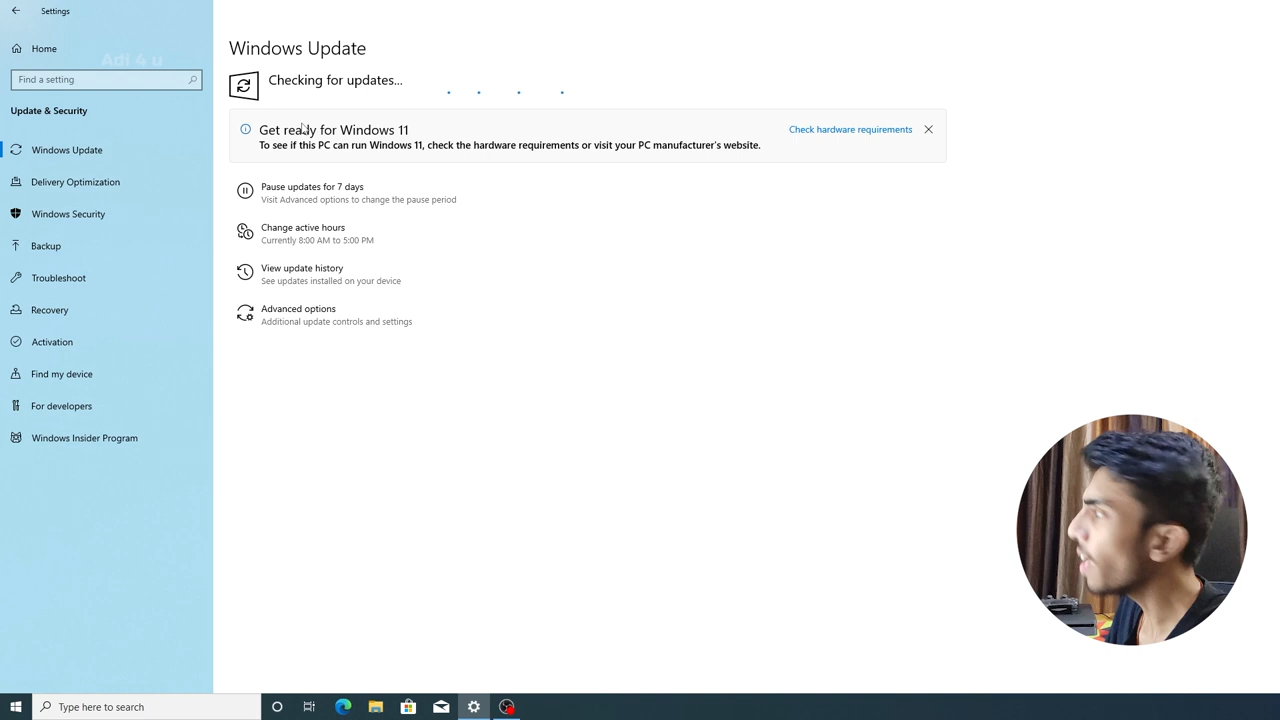 Settings
Home
Adi 4 u
Find a setting
Update & Security
Windows Update
Delivery Optimization
Windows Security
Backup
Troubleshoot
Recovery
Activation
Find my device
For developers
Windows Insider Program
Windows Update
Checking for updates...
Get ready for Windows 11
Check hardware requirements
To see if this PC can run Windows 11, check the hardware requirements or visit your PC manufacturer's website.
Pause updates for 7 days
Visit Advanced options to change the pause period
Change active hours
Currently 8:00 AM to 5:00 PM
View update history
See updates installed on your device
Advanced options
Additional update controls and settings
Type here to search